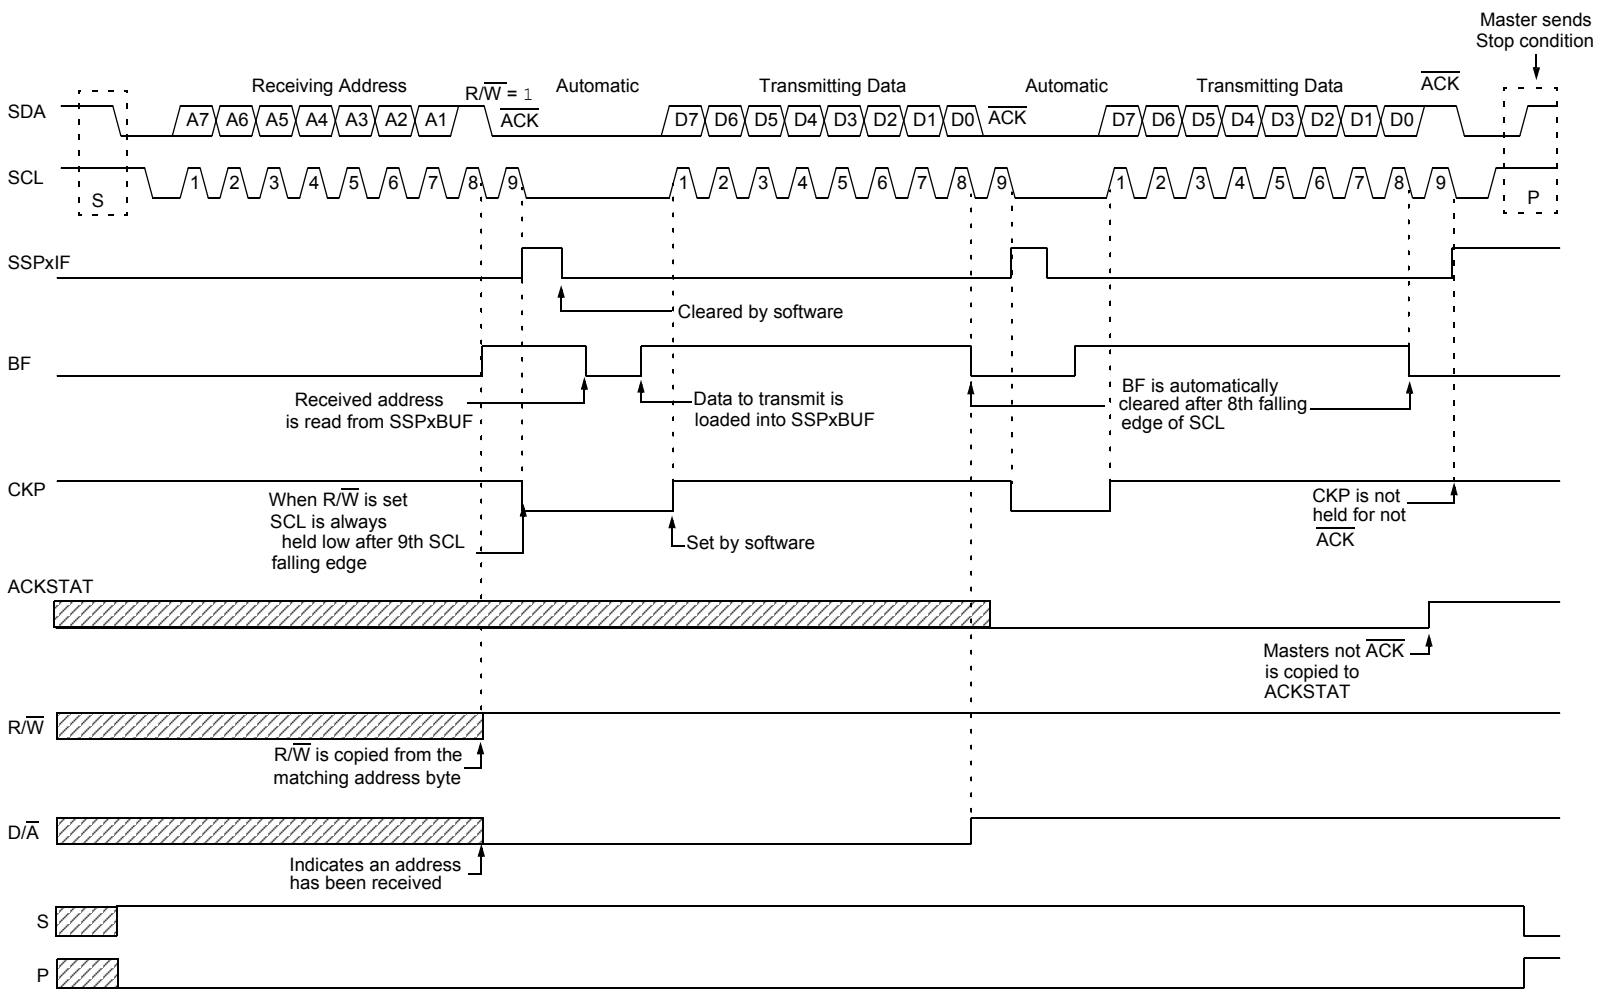 Master sends
Stop condition
Receiving Address
R/W̅ = 1
Automatic
Transmitting Data
Automatic
Transmitting Data
A̅C̅K̅
SDA
A7 A6 A5 A4 A3 A2 A1
A̅C̅K̅
D7 D6 D5 D4 D3 D2 D1 D0
A̅C̅K̅
D7 D6 D5 D4 D3 D2 D1 D0
SCL
1 2 3 4 5 6 7 8 9
1 2 3 4 5 6 7 8 9
1 2 3 4 5 6 7 8 9
S
P
SSPxIF
Cleared by software
BF
Received address
is read from SSPxBUF
Data to transmit is
loaded into SSPxBUF
BF is automatically
cleared after 8th falling
edge of SCL
CKP
When R/W̅ is set
SCL is always
held low after 9th SCL
falling edge
Set by software
CKP is not
held for not
A̅C̅K̅
ACKSTAT
Masters not A̅C̅K̅
is copied to
ACKSTAT
R/W̅
R/W̅ is copied from the
matching address byte
D/A̅
Indicates an address
has been received
S
P